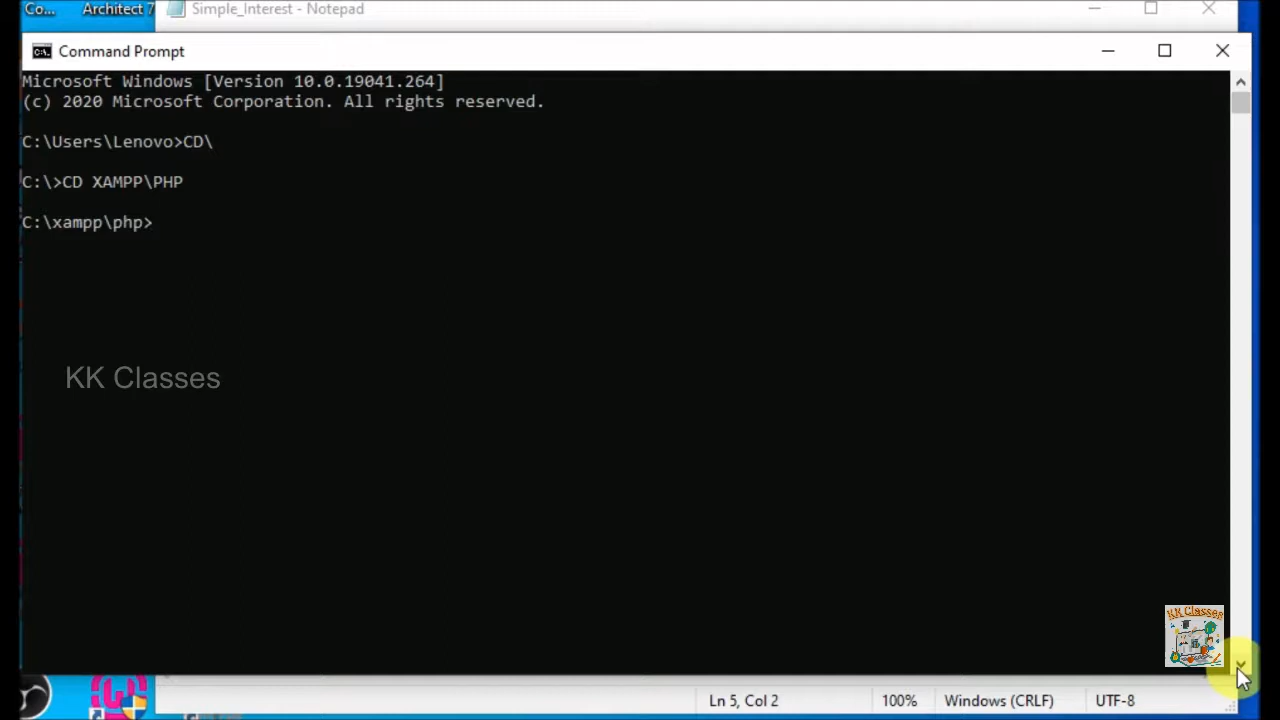 Co...
Architect 7
Simple_Interest - Notepad
Command Prompt
Microsoft Windows [Version 10.0.19041.264]
(c) 2020 Microsoft Corporation. All rights reserved.
C:\Users\Lenovo>CD\
C:\>CD XAMPP\PHP
C:\xampp\php>
KK Classes
KK Classes
Ln 5, Col 2
100%
Windows (CRLF)
UTF-8